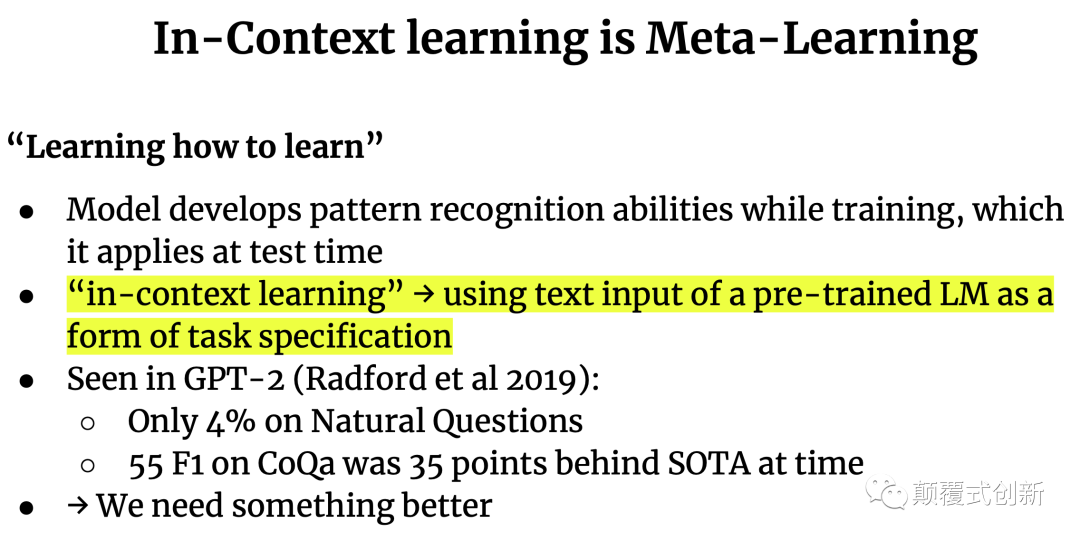 In-Context learning is Meta-Learning
“Learning how to learn”
● Model develops pattern recognition abilities while training, which
it applies at test time
● “in-context learning” → using text input of a pre-trained LM as a
form of task specification
● Seen in GPT-2 (Radford et al 2019):
○ Only 4% on Natural Questions
○ 55 F1 on CoQa was 35 points behind SOTA at time
● → We need something better
颠覆式创新